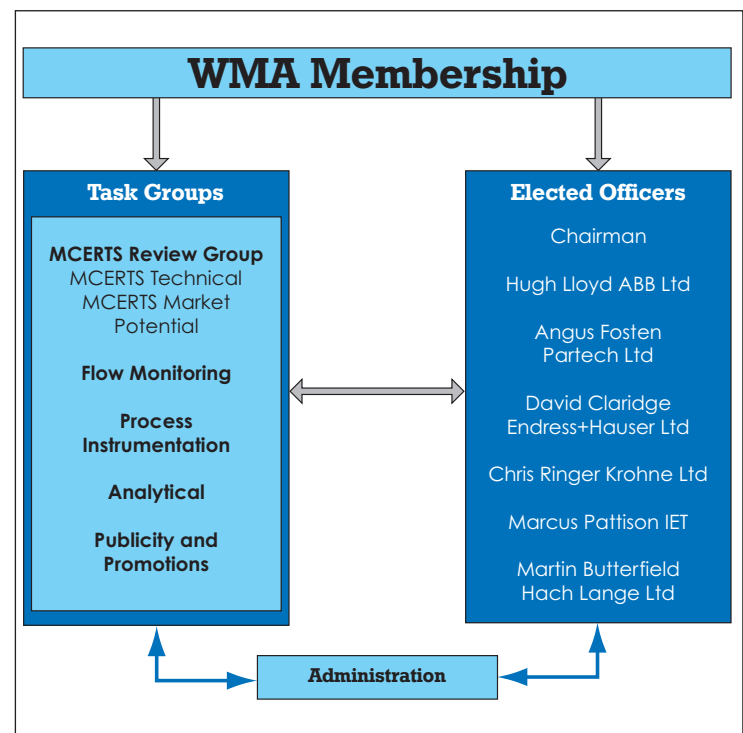 WMA Membership
Task Groups
MCERTS Review Group
MCERTS Technical
MCERTS Market
Potential
Flow Monitoring
Process
Instrumentation
Analytical
Publicity and
Promotions
Elected Officers
Chairman
Hugh Lloyd ABB Ltd
Angus Fosten
Partech Ltd
David Claridge
Endress+Hauser Ltd
Chris Ringer Krohne Ltd
Marcus Pattison IET
Martin Butterfield
Hach Lange Ltd
Administration